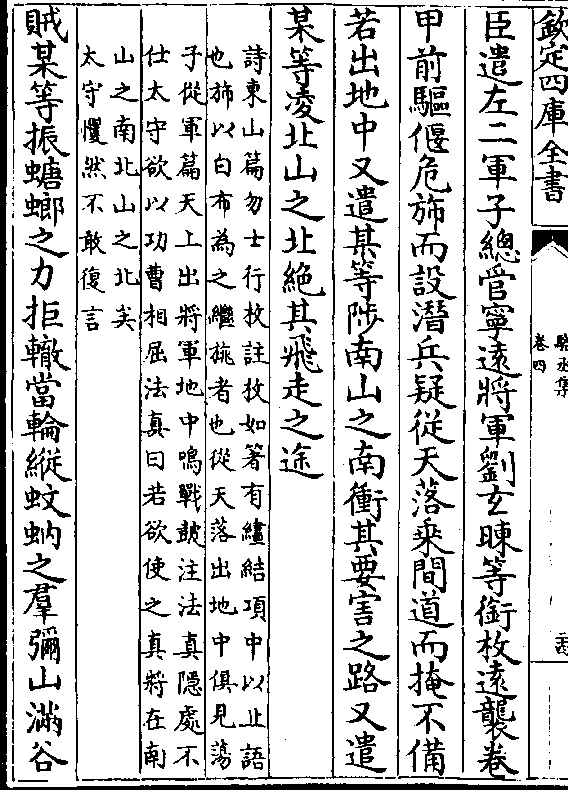 欽定四庫全書
駱丞集
卷四
臣遣左二軍子總管寧遠將軍劉玄暕等銜枚遠襲卷
甲前驅偃危斾而設潛兵疑從天落乗間道而掩不備
若出地中又遣某等陟南山之南衝其要害之路又遣
某等凌北山之北絶其飛走之途
詩東山篇勿士行枚註枚如箸有繣結項中以止語
也斾以白布為之繼旐者也從天落出地中俱見蕩
子從軍篇天上出將軍地中鳴戰鼓注法真隠處不
仕太守欲以功曹相屈法真曰若欲使之真將在南
山之南北山之北矣
太守懼然不敢復言
賊某等振螗螂之力拒轍當輪縱蚊蚋之羣彌山滿谷